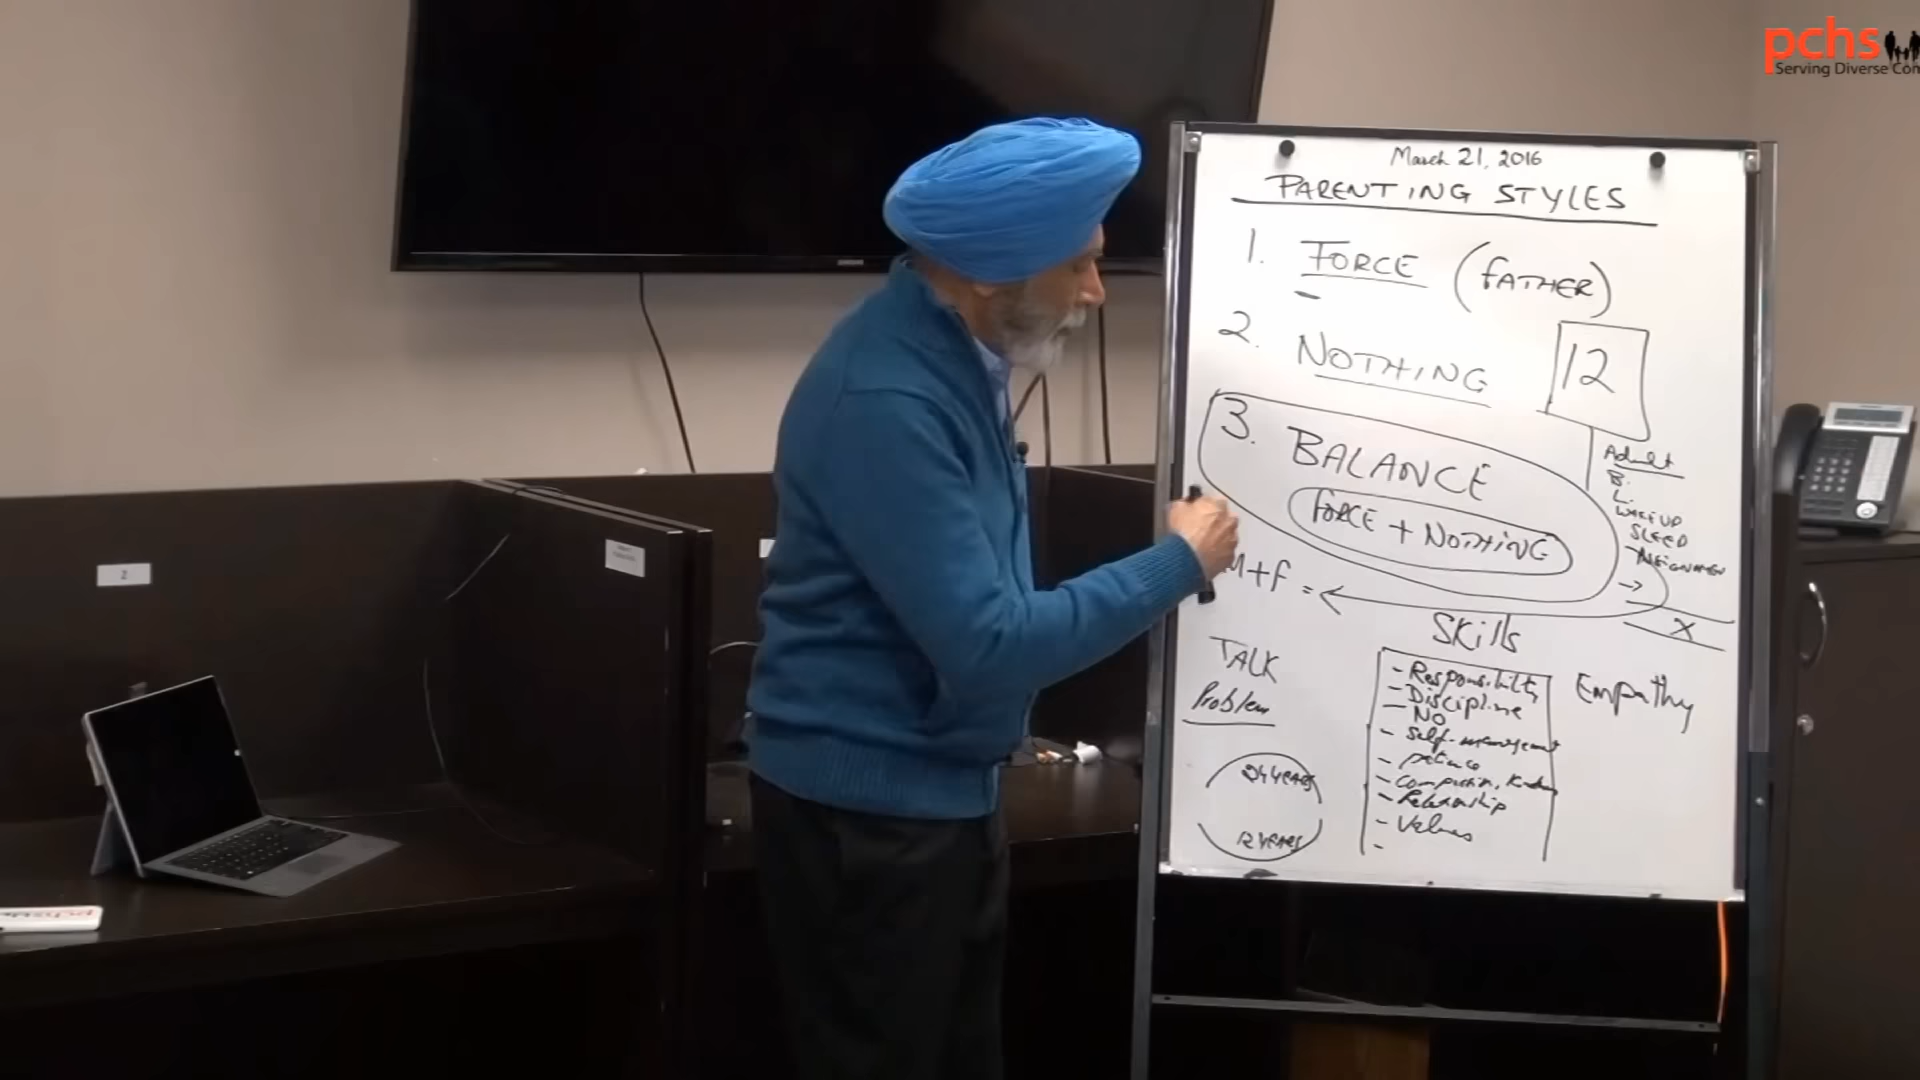 pchs
Serving Diverse Com
March 21, 2016
PARENTING STYLES
1. FORCE (FATHER)
2. NOTHING
12
3. BALANCE
FORCE + NOTHING
Adult
B.
L.
WAKE UP
SLEEP
M+F =
Skills
X
TALK
Problem
- Responsibility
- Discipline
- NO
- Self-management
- patience
- Compassion,
- Relationship
- Values
-
Empathy
24 YEARS
12 YEARS
SAMSUNG
2